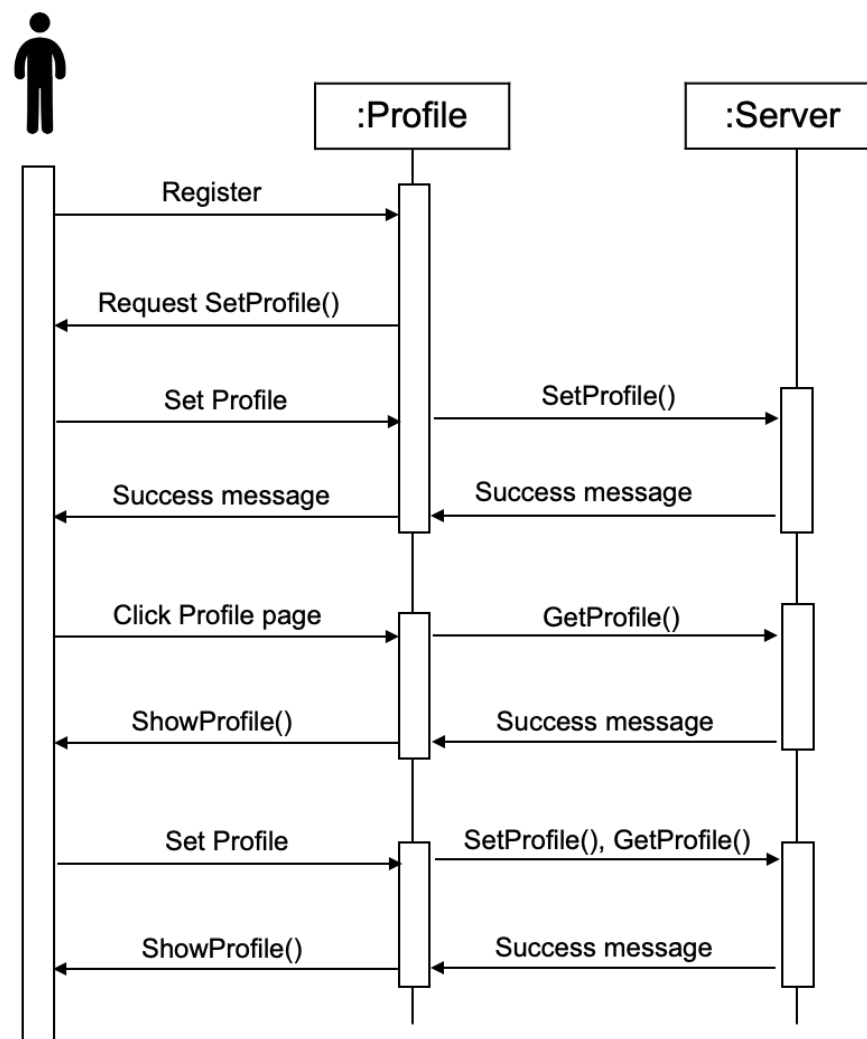 :Profile
:Server
Register
Request SetProfile()
Set Profile
SetProfile()
Success message
Success message
Click Profile page
GetProfile()
ShowProfile()
Success message
Set Profile
SetProfile(), GetProfile()
ShowProfile()
Success message